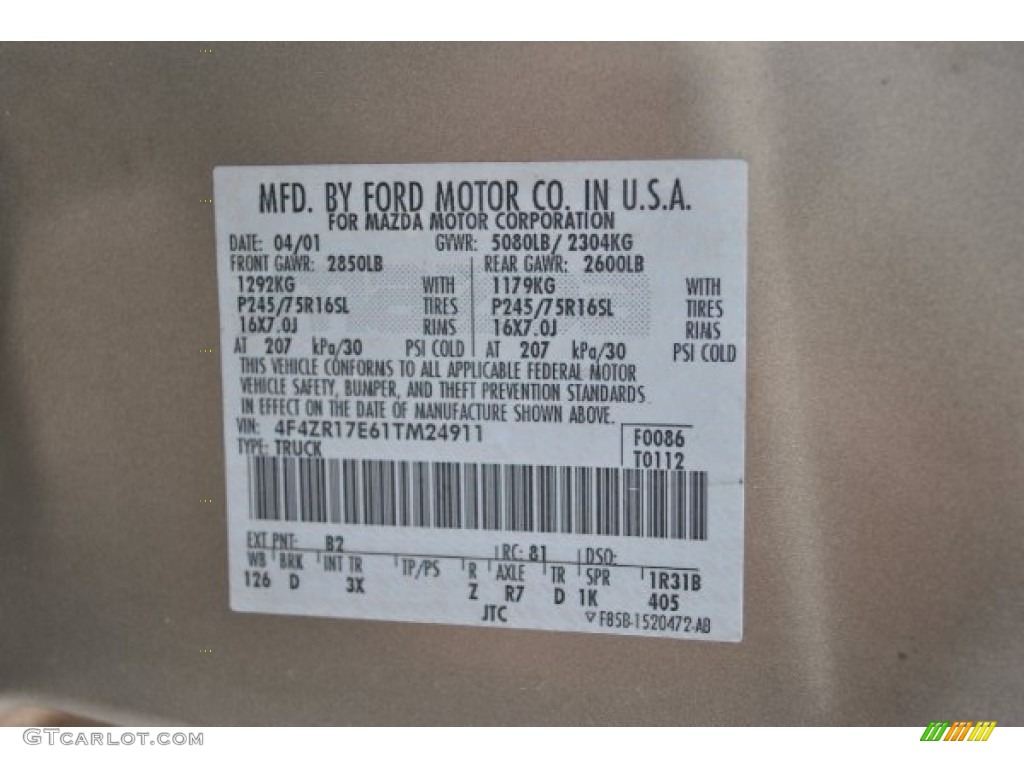 MFD. BY FORD MOTOR CO. IN U.S.A.
FOR MAZDA MOTOR CORPORATION
DATE: 04/01 GVWR: 5080LB/ 2304KG
FRONT GAWR: 2850LB REAR GAWR: 2600LB
1292KG WITH 1179KG WITH
P245/75R16SL TIRES P245/75R16SL TIRES
16X7.0J RIMS 16X7.0J RIMS
AT 207 kPa/30 PSI COLD AT 207 kPa/30 PSI COLD
THIS VEHICLE CONFORMS TO ALL APPLICABLE FEDERAL MOTOR
VEHICLE SAFETY, BUMPER, AND THEFT PREVENTION STANDARDS
IN EFFECT ON THE DATE OF MANUFACTURE SHOWN ABOVE.
VIN: 4F4ZR17E61TM24911 F0086
TYPE: TRUCK T0112
EXT PNT: B2 RC: 81 DSO:
WB BRK INT TR TP/PS R AXLE TR SPR 1R31B
126 D 3X Z R7 D 1K 405
JTC ▽F85B-1520472-AB
GTcarlot.com